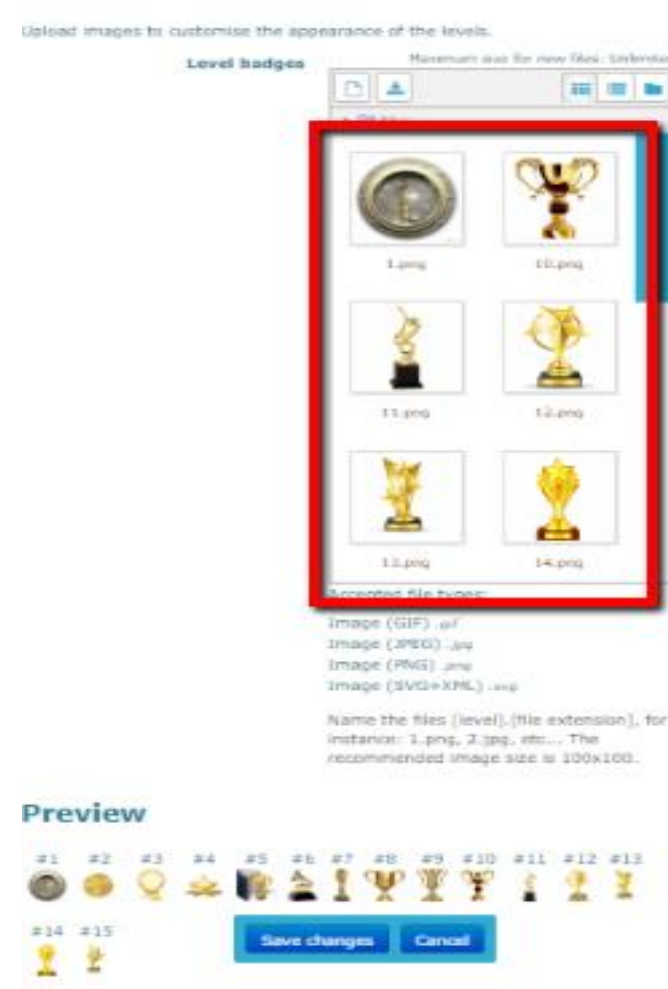 Upload images to customise the appearance of the levels.
Level badges
Maximum size for new files:
1.png
10.png
11.png
12.png
13.png
14.png
Accepted file types:
Image (GIF) .gif
Image (JPEG) .jpg
Image (PNG) .png
Image (SVG+XML) .svg
Name the files [level].[file extension], for
instance: 1.png, 2.jpg, etc... The
recommended image size is 100x100.
Preview
#1 #2 #3 #4 #5 #6 #7 #8 #9 #10 #11 #12 #13
#14 #15
Save changes Cancel